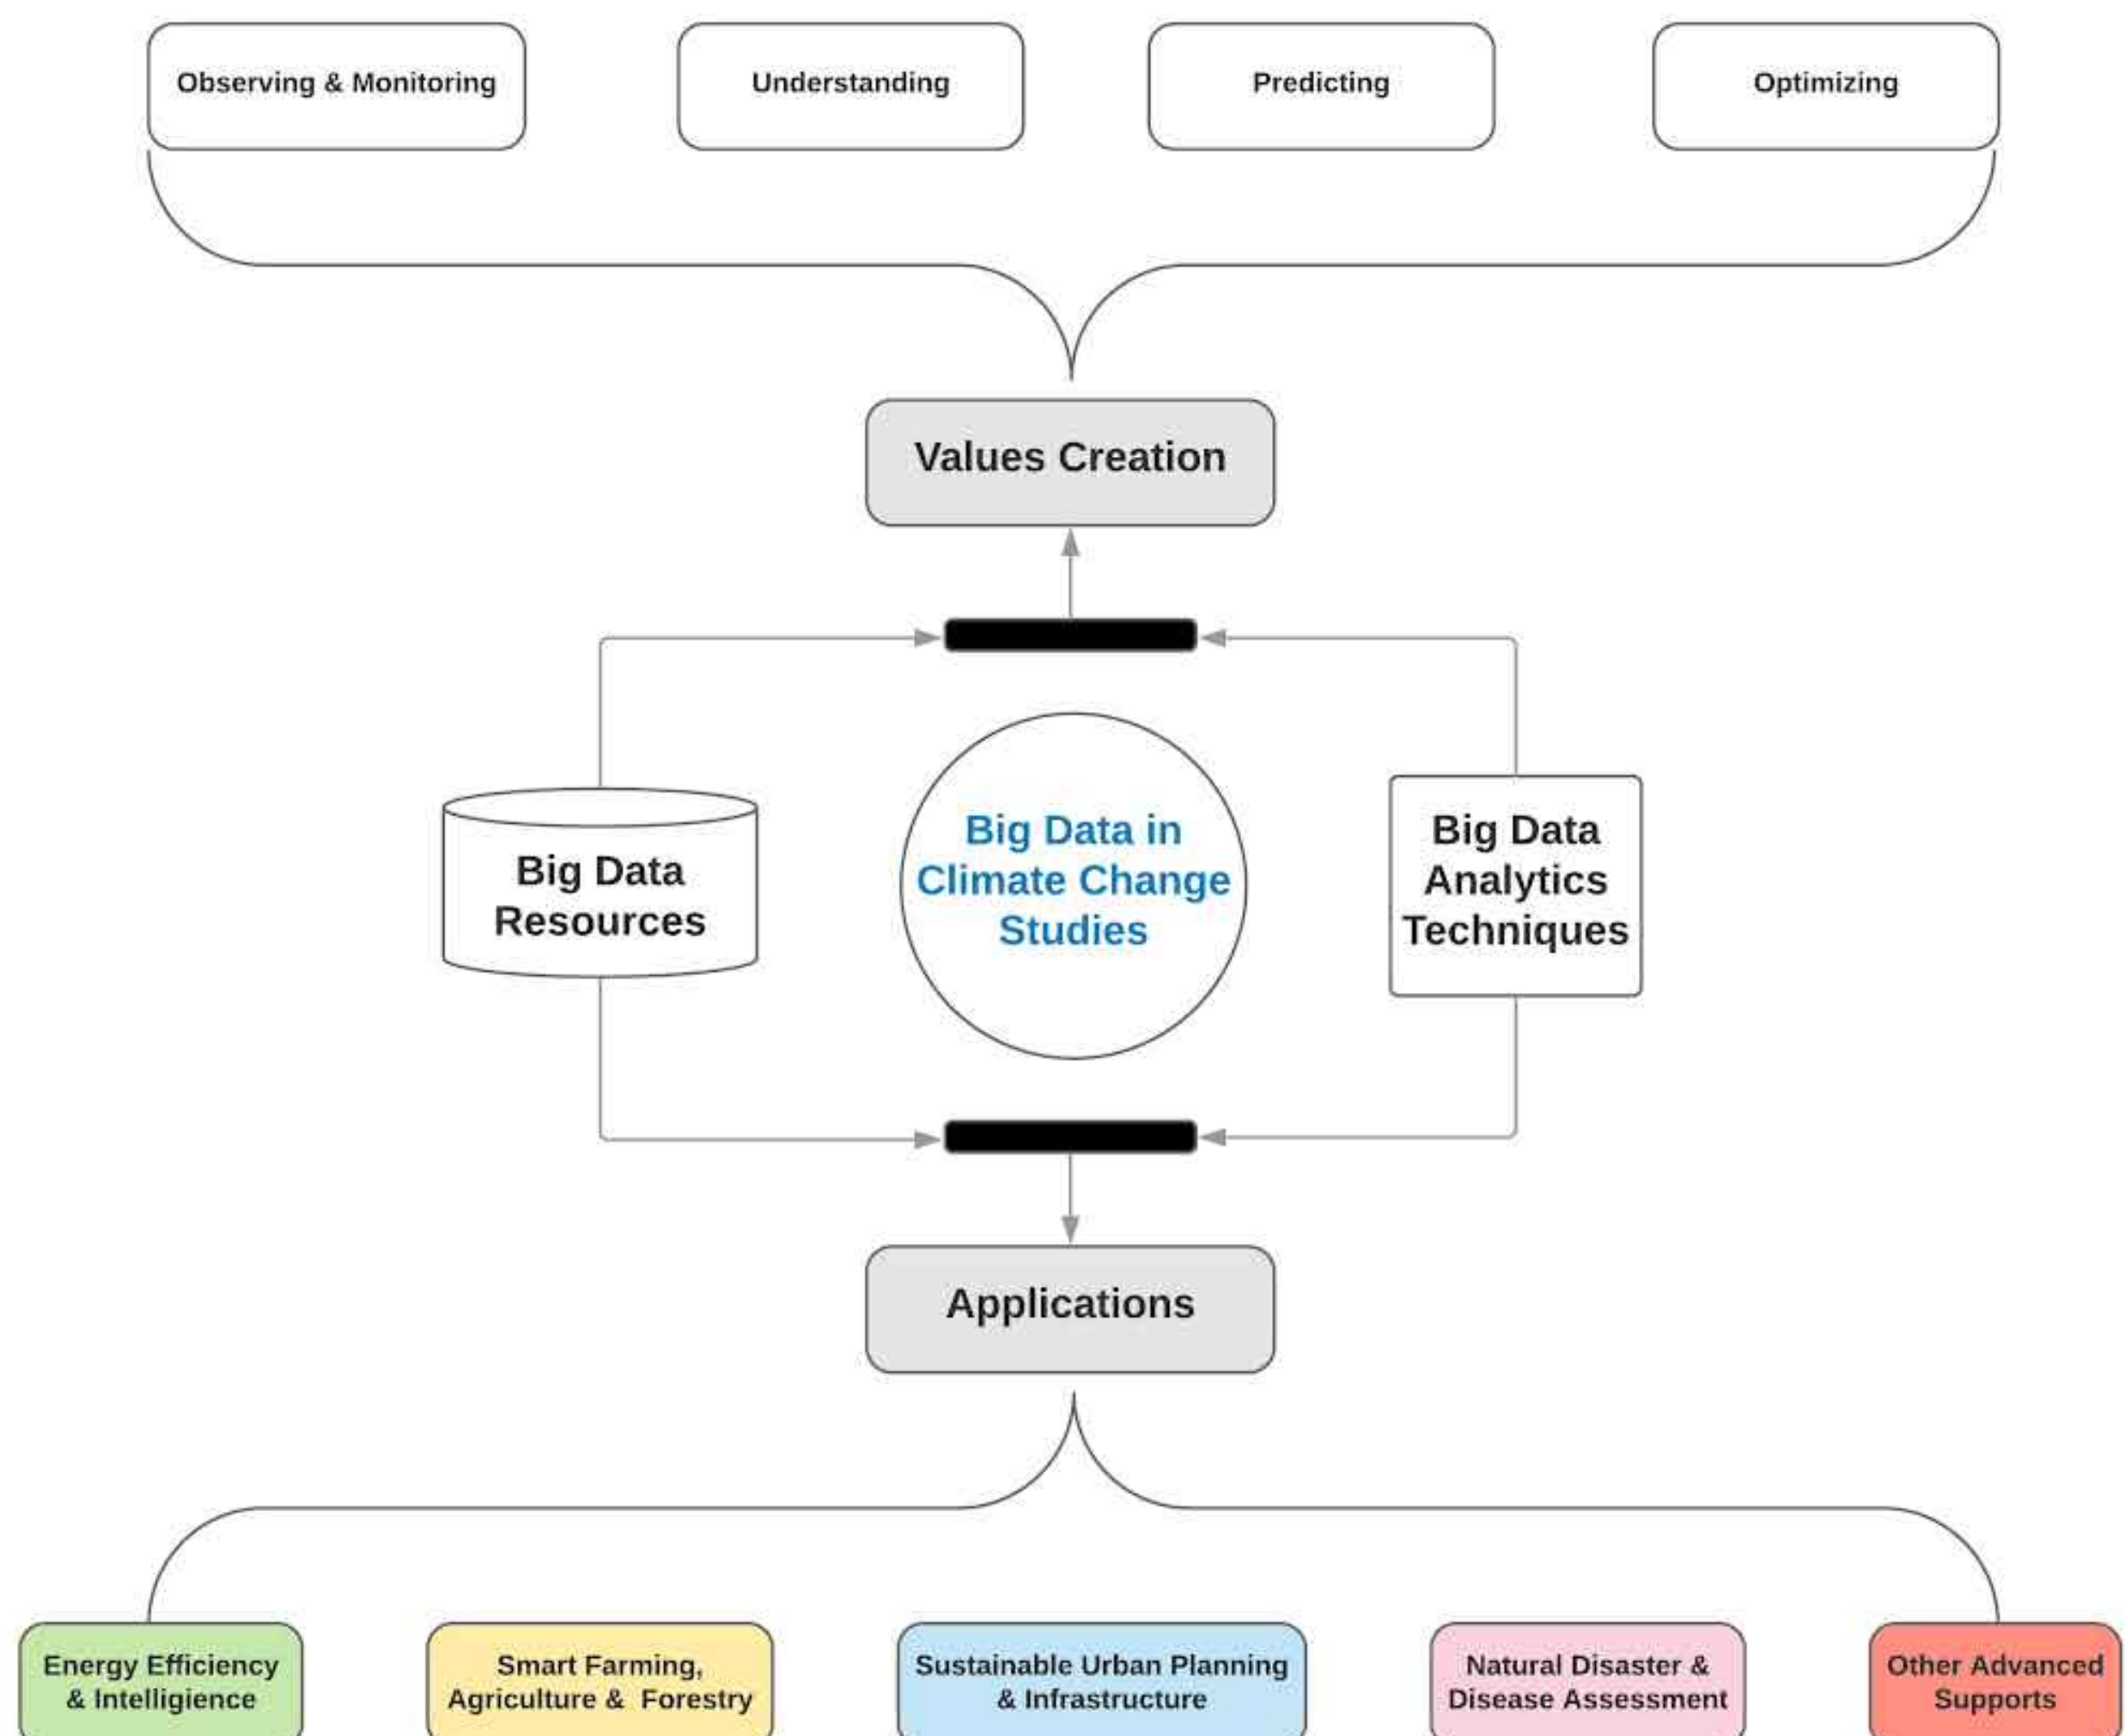 Observing & Monitoring
Understanding
Predicting
Optimizing
Values Creation
Big Data
Resources
Big Data in
Climate Change
Studies
Big Data
Analytics
Techniques
Applications
Energy Efficiency
& Intelligience
Smart Farming,
Agriculture & Forestry
Sustainable Urban Planning
& Infrastructure
Natural Disaster &
Disease Assessment
Other Advanced
Supports